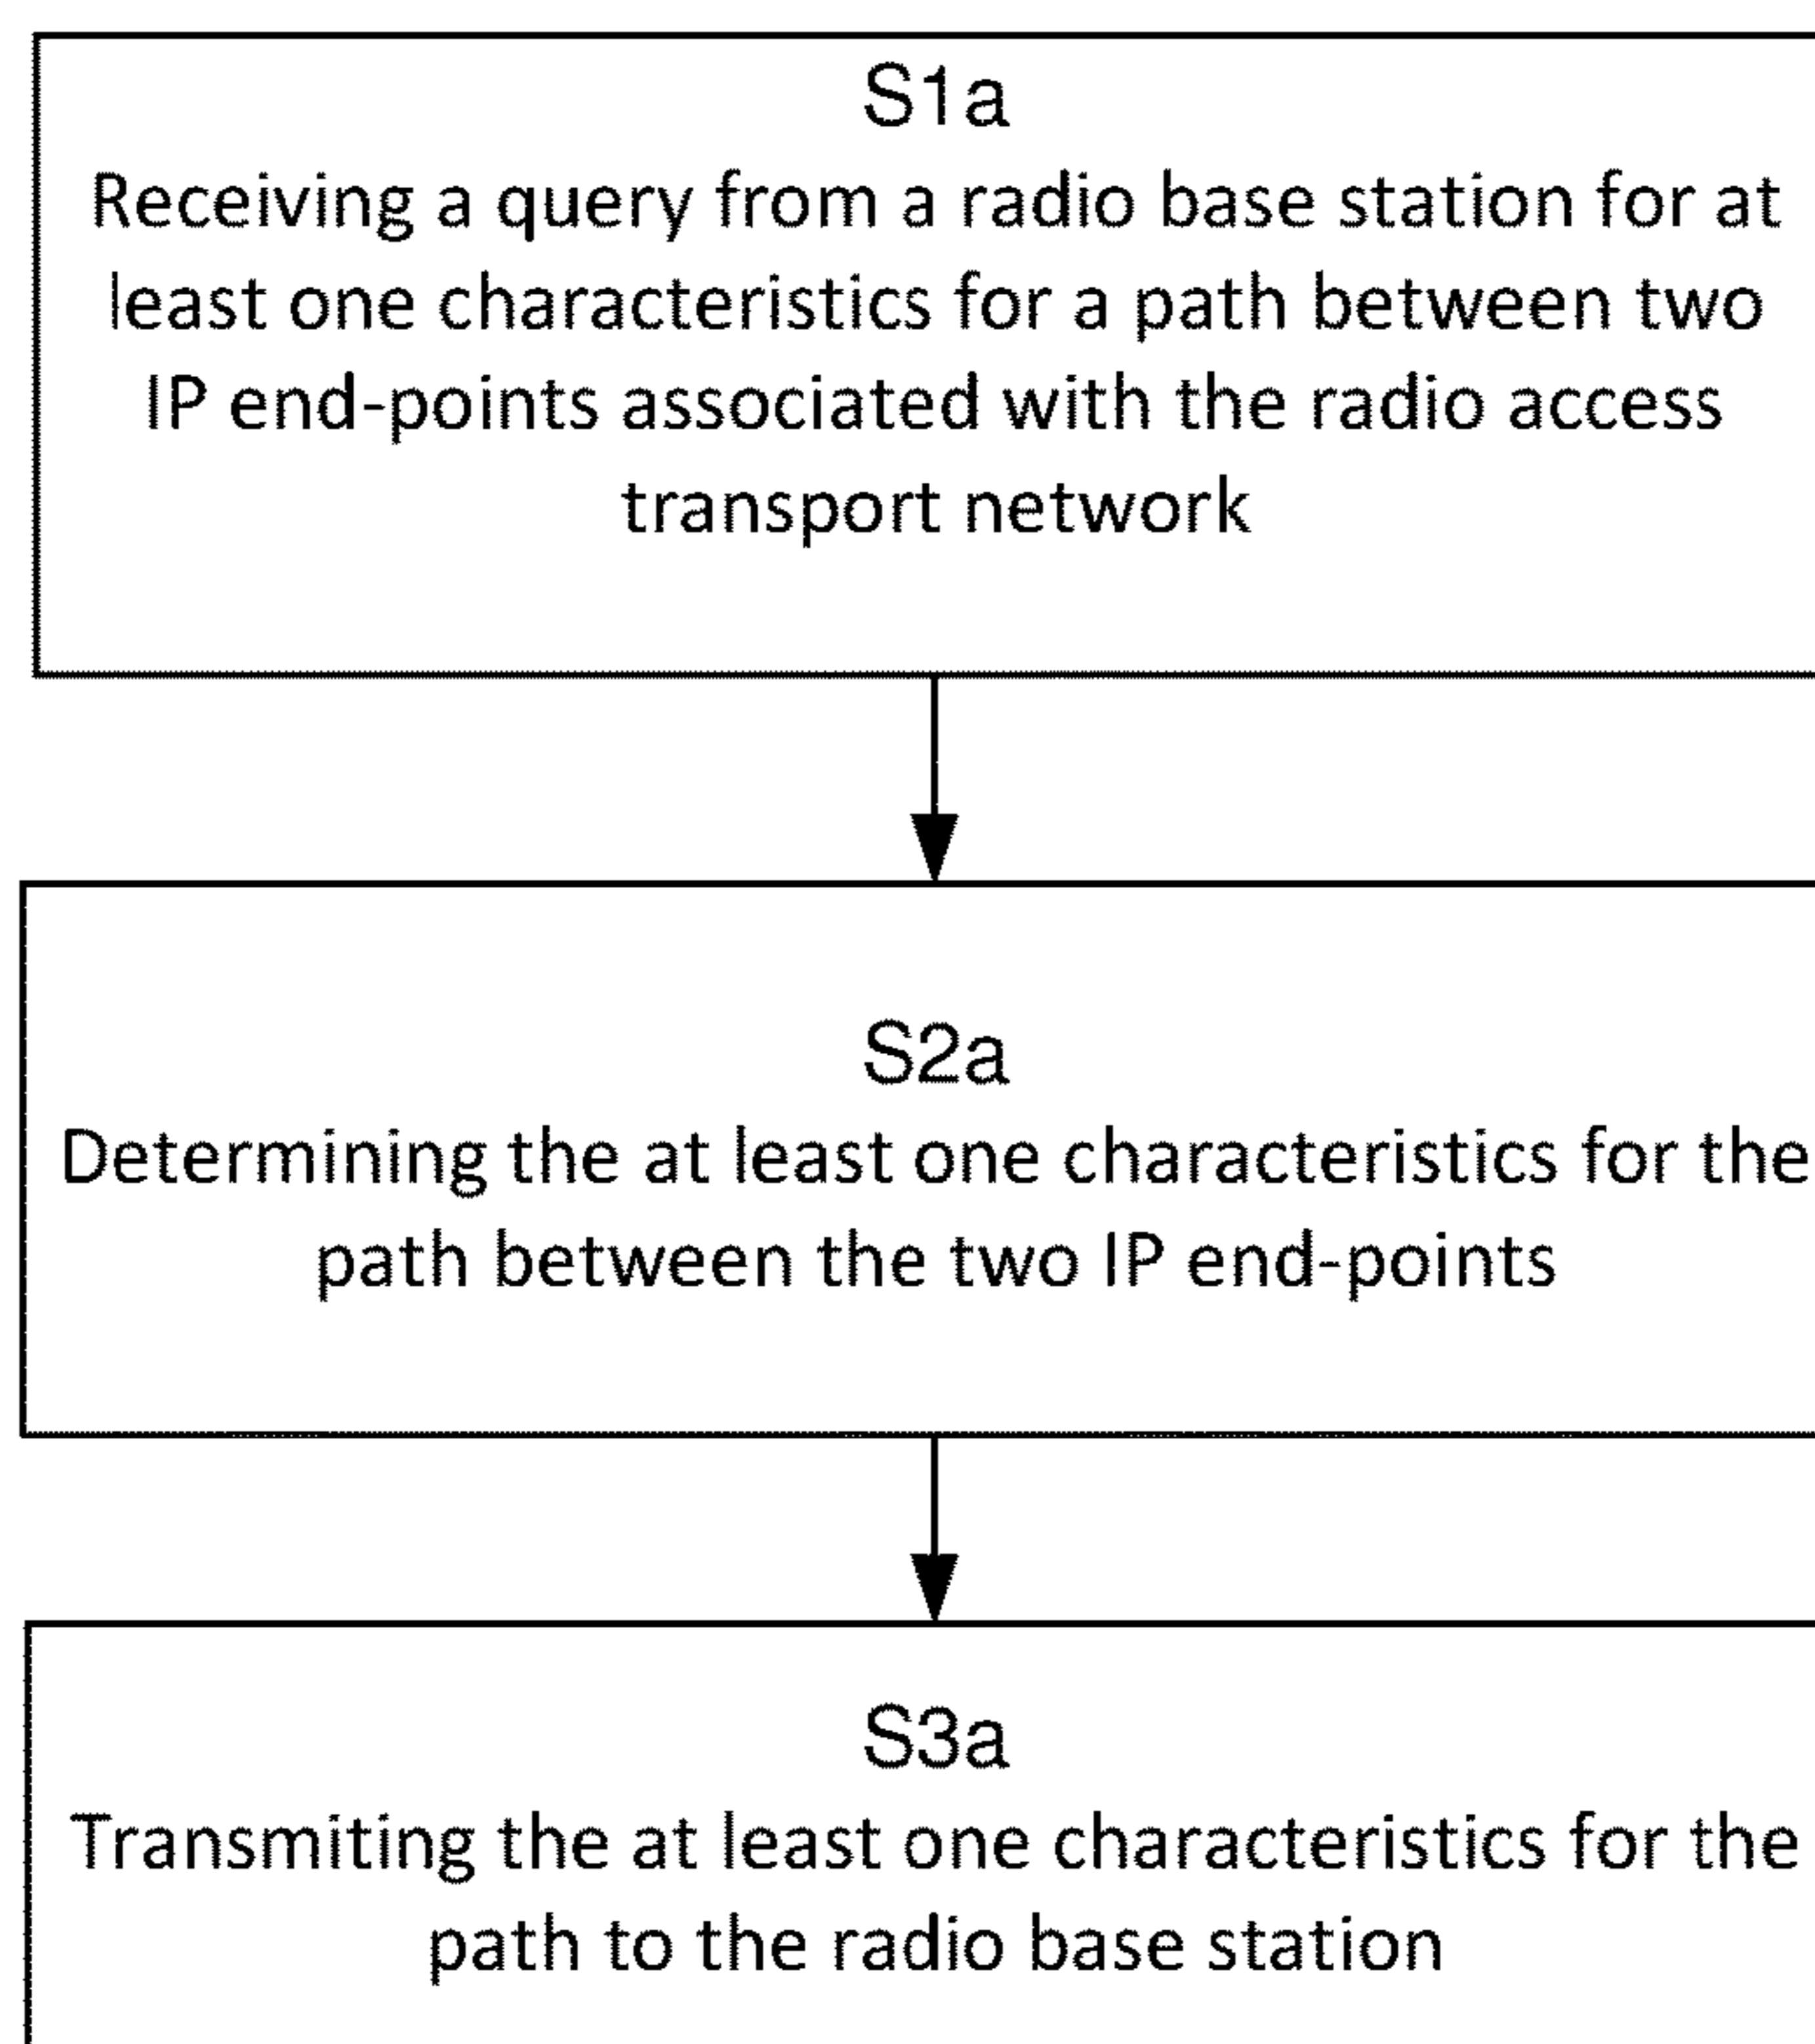 S1a
Receiving a query from a radio base station for at
least one characteristics for a path between two
IP end-points associated with the radio access
transport network
S2a
Determining the at least one characteristics for the
path between the two IP end-points
S3a
Transmiting the at least one characteristics for the
path to the radio base station